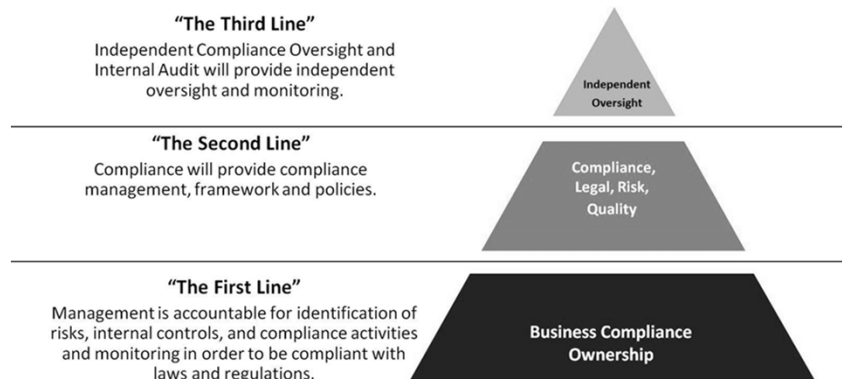 “The Third Line”
Independent Compliance Oversight and
Internal Audit will provide independent
oversight and monitoring.
Independent
Oversight
“The Second Line”
Compliance will provide compliance
management, framework and policies.
Compliance,
Legal, Risk,
Quality
“The First Line”
Management is accountable for identification of
risks, internal controls, and compliance activities
and monitoring in order to be compliant with
laws and regulations.
Business Compliance
Ownership